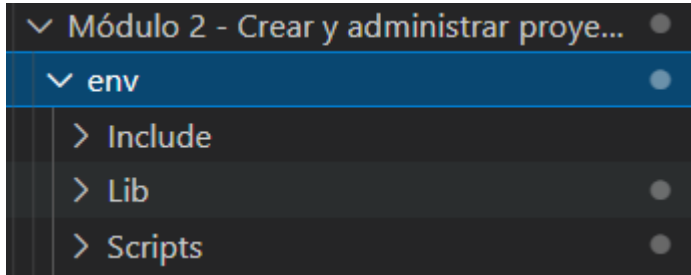 Módulo 2 - Crear y administrar proye...
env
Include
Lib
Scripts